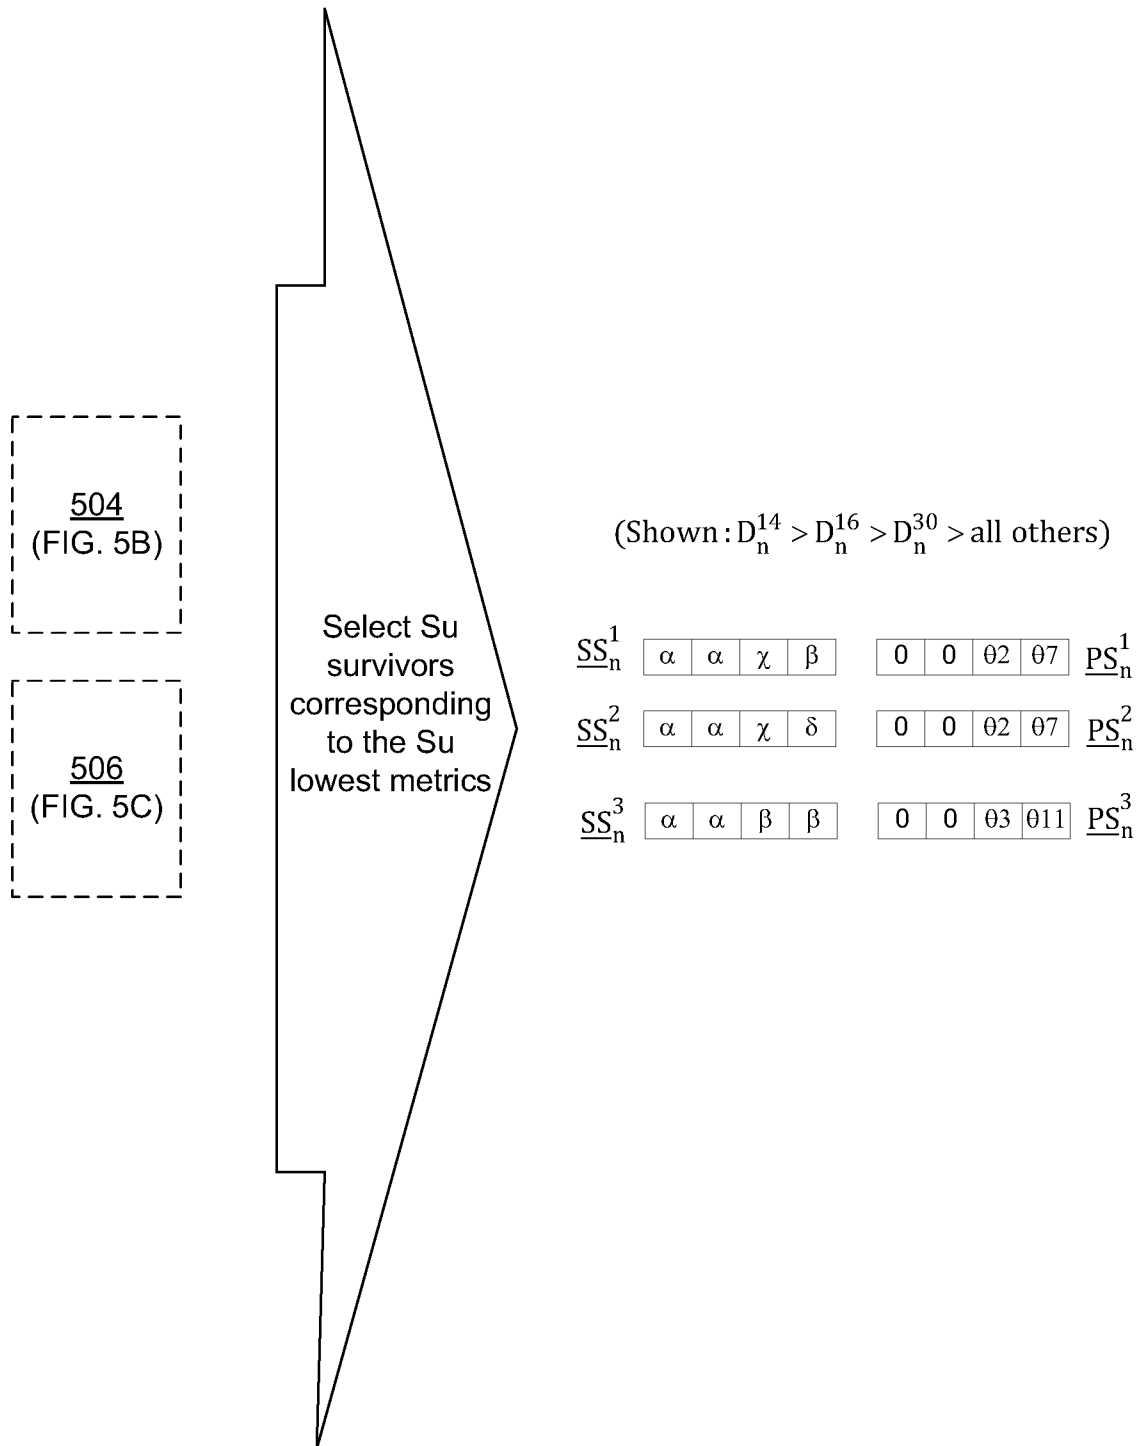 504
(FIG. 5B)
506
(FIG. 5C)
Select Su
survivors
corresponding
to the Su
lowest metrics
(Shown : D_n^14 > D_n^16 > D_n^30 > all others)
SS_n^1 α α χ β 0 0 θ2 θ7 PS_n^1
SS_n^2 α α χ δ 0 0 θ2 θ7 PS_n^2
SS_n^3 α α β β 0 0 θ3 θ11 PS_n^3